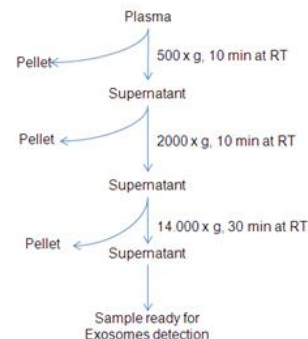 Plasma
500 x g, 10 min at RT
Pellet
Supernatant
2000 x g, 10 min at RT
Pellet
Supernatant
14 000 x g, 30 min at RT
Pellet
Supernatant
Sample ready for
Exosomes detection